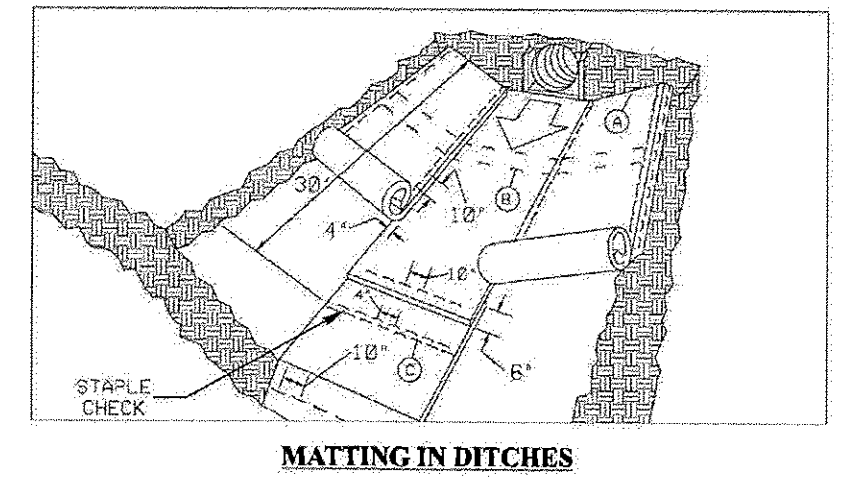 A
30'
B
10"
4"
10"
4"
10"
C
6"
STAPLE
CHECK
MATTING IN DITCHES